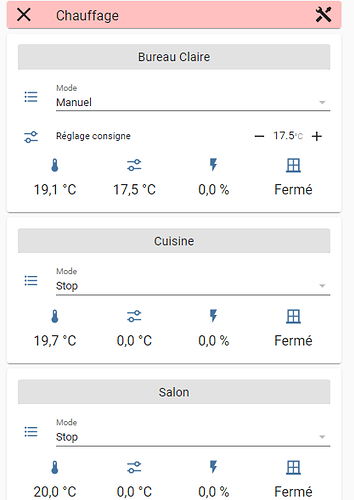 Chauffage
Bureau Claire
Mode
Manuel
Réglage consigne 17.5°C
19,1 °C 17,5 °C 0,0 % Fermé
Cuisine
Mode
Stop
19,7 °C 0,0 °C 0,0 % Fermé
Salon
Mode
Stop
20,0 °C 0,0 °C 0,0 % Fermé